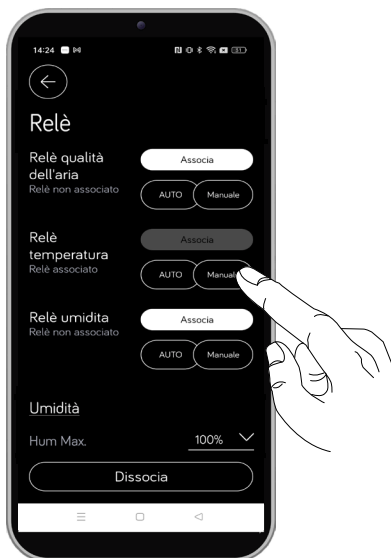 14:24
Relè
Relè qualità
dell'aria
Relè non associato
Associa
AUTO Manuale
Relè
temperatura
Relè associato
Associa
AUTO Manuale
Relè umidita
Relè non associato
Associa
AUTO Manuale
Umidità
Hum Max. 100%
Dissocia